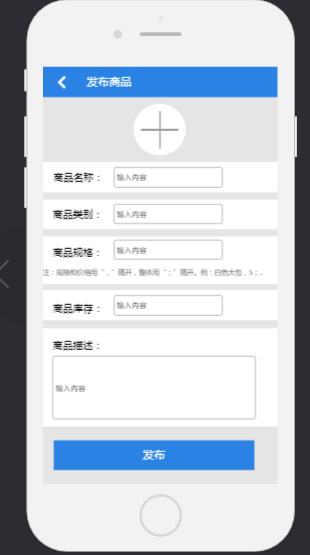 发布商品
商品名称：
输入内容
商品类别：
输入内容
商品规格：
输入内容
注：规格和价格用“，”隔开，整体用“；”隔开。例：白色大包，5；..
商品库存：
输入内容
商品描述：
输入内容
发布